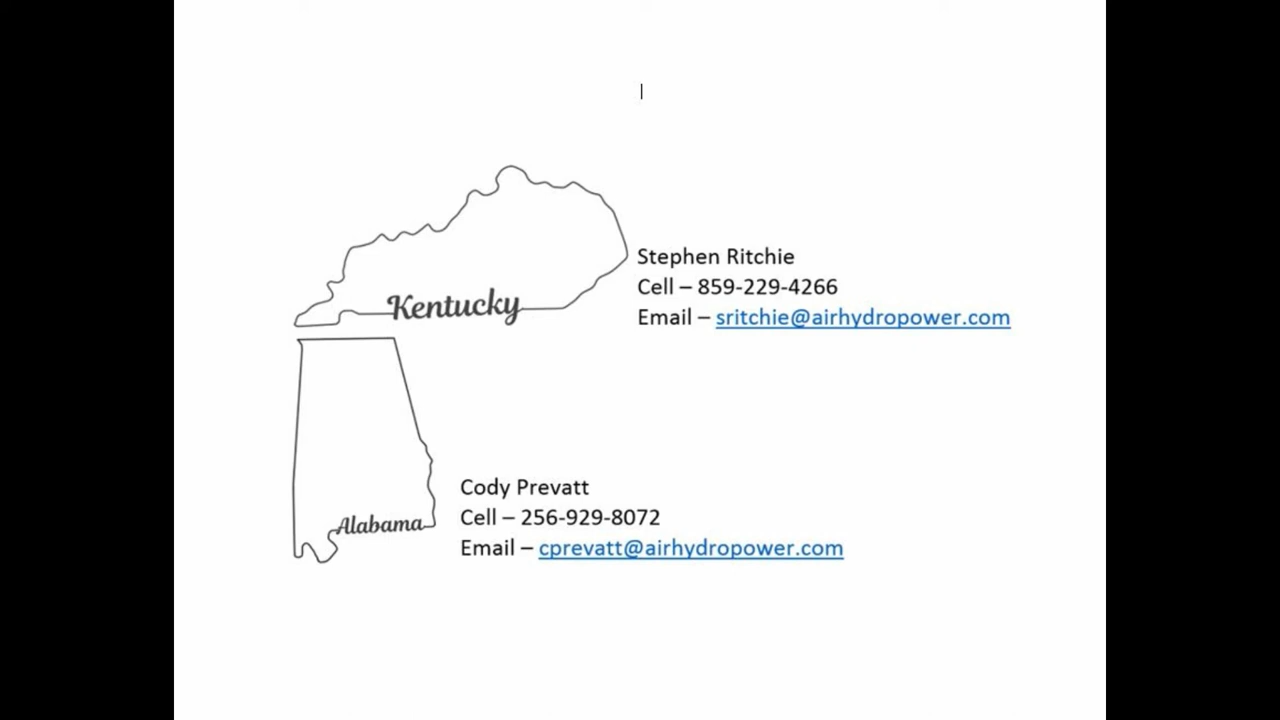 Stephen Ritchie
Cell – 859-229-4266
Email – sritchie@airhydropower.com
Kentucky
Cody Prevatt
Cell – 256-929-8072
Email – cprevatt@airhydropower.com
Alabama